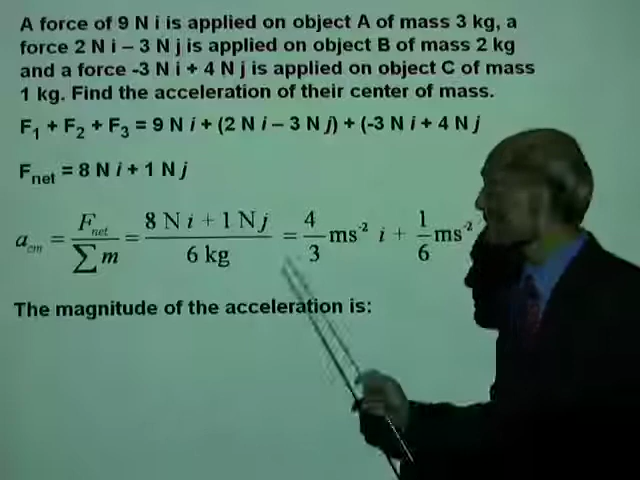 A force of 9 N i is applied on object A of mass 3 kg, a
force 2 N i – 3 N j is applied on object B of mass 2 kg
and a force -3 N i + 4 N j is applied on object C of mass
1 kg. Find the acceleration of their center of mass.
F₁ + F₂ + F₃ = 9 N i + (2 N i – 3 N j) + (-3 N i + 4 N j
Fnet = 8 N i + 1 N j
a_cm = F_net / ∑m = (8 N i + 1 N j) / 6 kg = 4/3 ms⁻² i + 1/6 ms⁻²
The magnitude of the acceleration is: